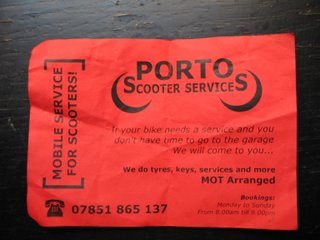 MOBILE SERVICE
FOR SCOOTERS!
PORTO
SCOOTER SERVICES
If your bike needs a service and you
don't have time to go to the garage
We will come to you...
We do tyres, keys, services and more
MOT Arranged
07851 865 137
Bookings:
Monday to Sunday
From 8.00am till 8.00pm